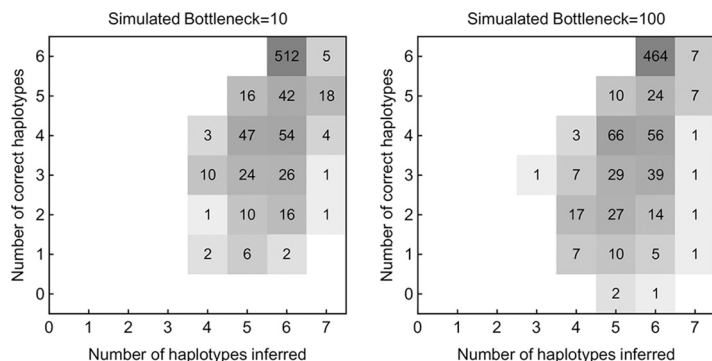 Simulated Bottleneck=10
Number of correct haplotypes
6 512 5
5 16 42 18
4 3 47 54 4
3 10 24 26 1
2 1 10 16 1
1 2 6 2
0
0 1 2 3 4 5 6 7
Number of haplotypes inferred
Simualated Bottleneck=100
Number of correct haplotypes
6 464 7
5 10 24 7
4 3 66 56 1
3 1 7 29 39 1
2 17 27 14 1
1 7 10 5 1
0 2 1
0 1 2 3 4 5 6 7
Number of haplotypes inferred